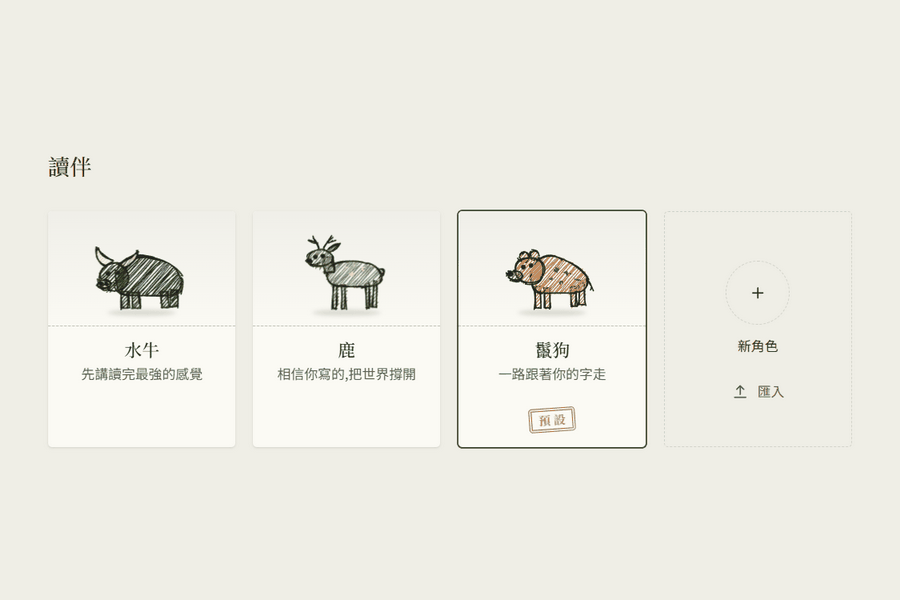 讀伴
水牛
先講讀完最強的感覺
鹿
相信你寫的,把世界撐開
鬣狗
一路跟著你的字走
預設
新角色
匯入